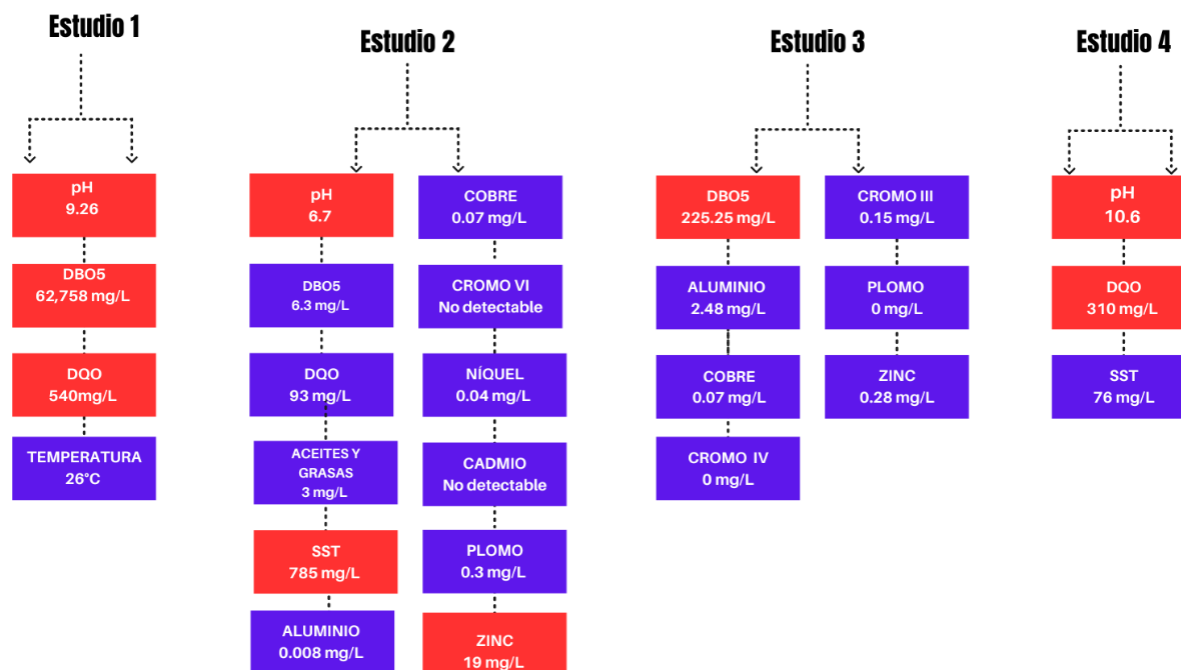 Estudio 1
pH
9.26
DBO5
62,758 mg/L
DQO
540mg/L
TEMPERATURA
26°C
Estudio 2
pH
6.7
DBO5
6.3 mg/L
DQO
93 mg/L
ACEITES Y
GRASAS
3 mg/L
SST
785 mg/L
ALUMINIO
0.008 mg/L
COBRE
0.07 mg/L
CROMO VI
No detectable
NÍQUEL
0.04 mg/L
CADMIO
No detectable
PLOMO
0.3 mg/L
ZINC
19 mg/L
Estudio 3
DBO5
225.25 mg/L
ALUMINIO
2.48 mg/L
COBRE
0.07 mg/L
CROMO IV
0 mg/L
CROMO III
0.15 mg/L
PLOMO
0 mg/L
ZINC
0.28 mg/L
Estudio 4
pH
10.6
DQO
310 mg/L
SST
76 mg/L